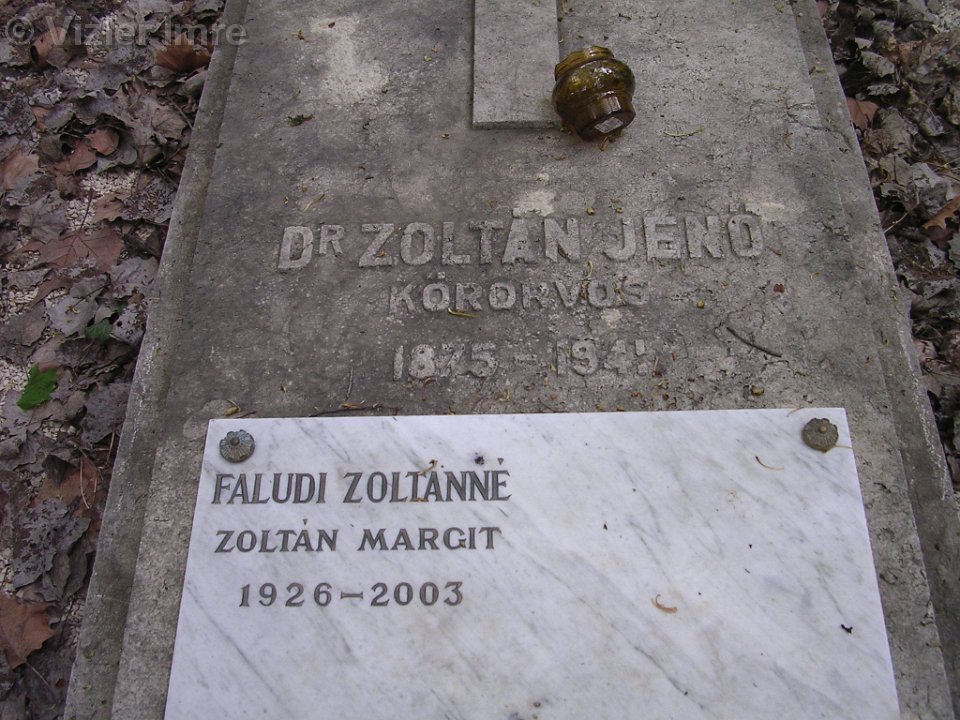 © Vizler Imre
DR ZOLTÁN JENŐ
KÖRORVOS
1875 - 1941
FALUDI ZOLTÁNNÉ
ZOLTÁN MARGIT
1926 – 2003